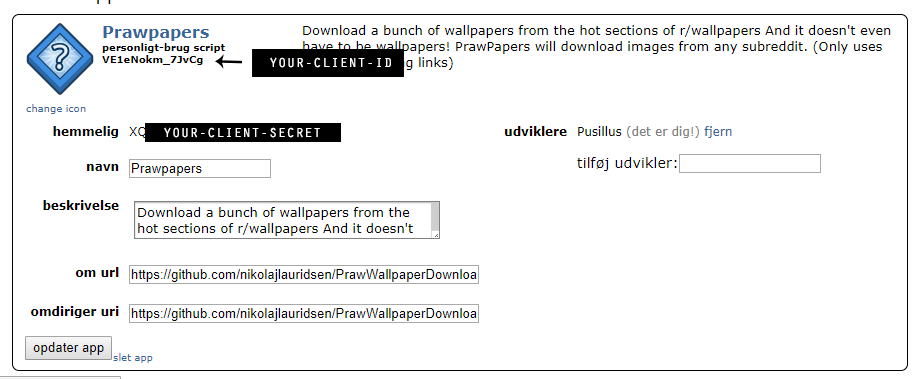 Prawpapers
personligt-brug script
VE1eNokm_7JvCg
YOUR-CLIENT-ID
Download a bunch of wallpapers from the hot sections of r/wallpapers And it doesn't even
have to be wallpapers! PrawPapers will download images from any subreddit. (Only uses
g links)
change icon
hemmelig XQ YOUR-CLIENT-SECRET
udviklere Pusillus (det er dig!) fjern
tilføj udvikler:
navn Prawpapers
beskrivelse Download a bunch of wallpapers from the
hot sections of r/wallpapers And it doesn't
om url https://github.com/nikolajlauridsen/PrawWallpaperDownloa
omdiriger uri https://github.com/nikolajlauridsen/PrawWallpaperDownloa
opdater app
slet app